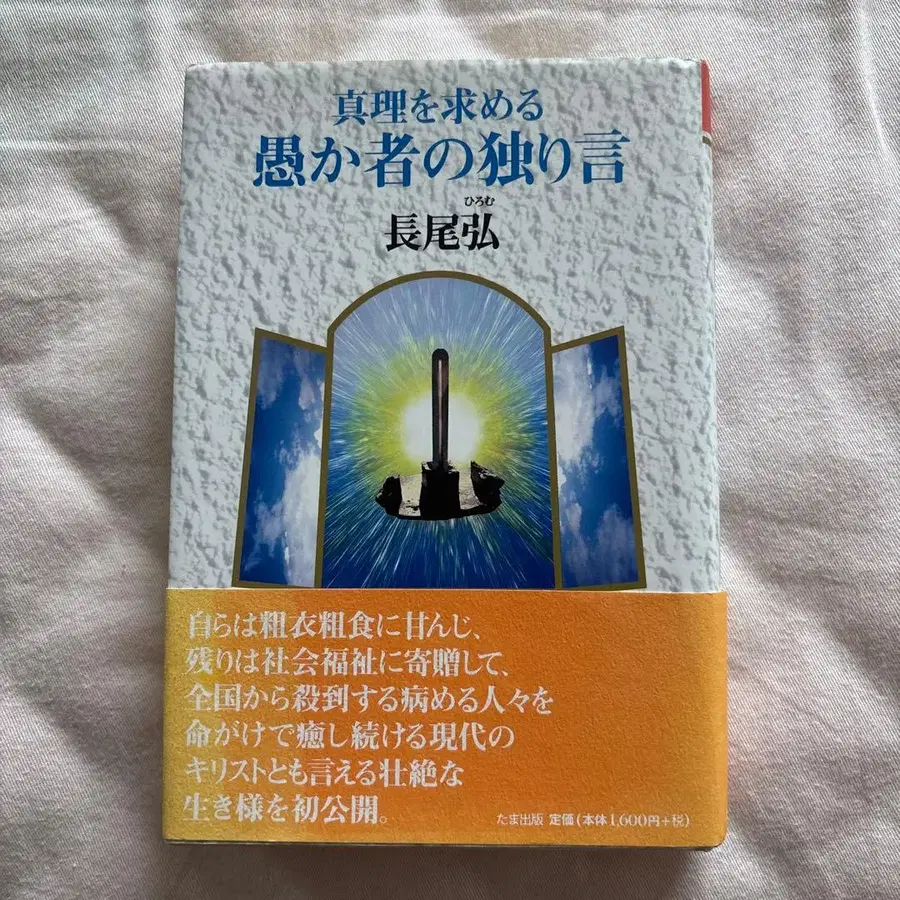 真理を求める
愚か者の独り言
ひろむ
長尾弘
自らは粗衣粗食に甘んじ、
残りは社会福祉に寄贈して、
全国から殺到する病める人々を
命がけで癒し続ける現代の
キリストとも言える壮絶な
生き様を初公開。
たま出版 定価(本体1,600円+税)